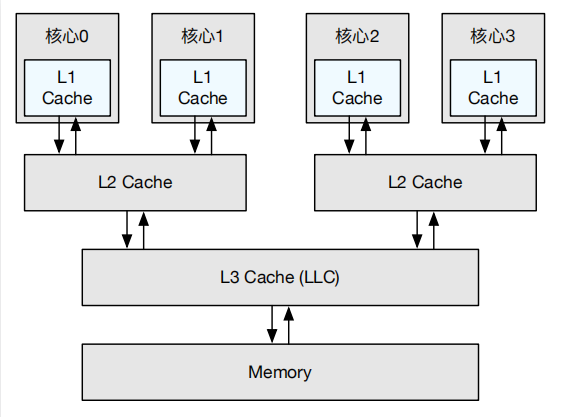 核心0
核心1
核心2
核心3
L1
Cache
L1
Cache
L1
Cache
L1
Cache
L2 Cache
L2 Cache
L3 Cache (LLC)
Memory